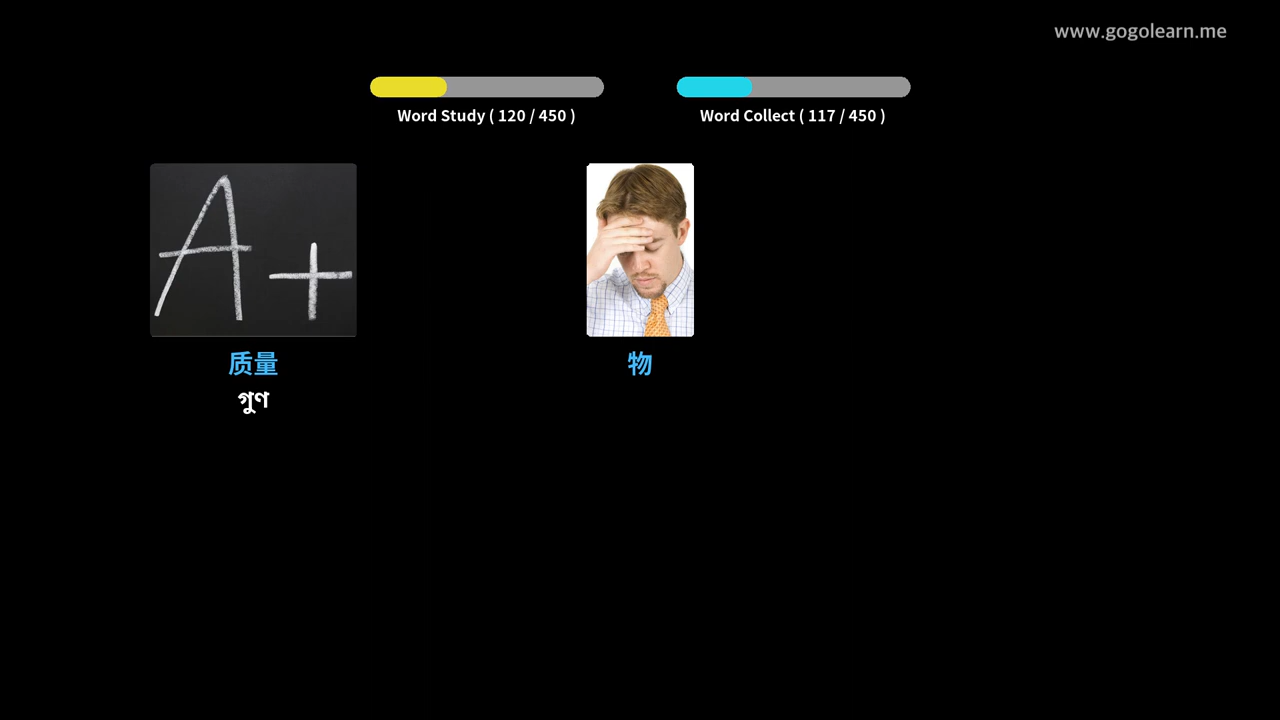 www.gogolearn.me
Word Study ( 120 / 450 )
Word Collect ( 117 / 450 )
A+
质量
物
গুণ